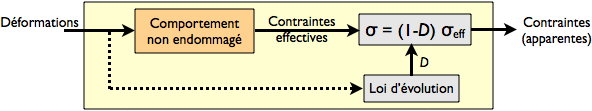 Déformations
Comportement
non endommagé
Contraintes
effectives
σ = (1-D) σeff
Contraintes
(apparentes)
D
Loi d'évolution